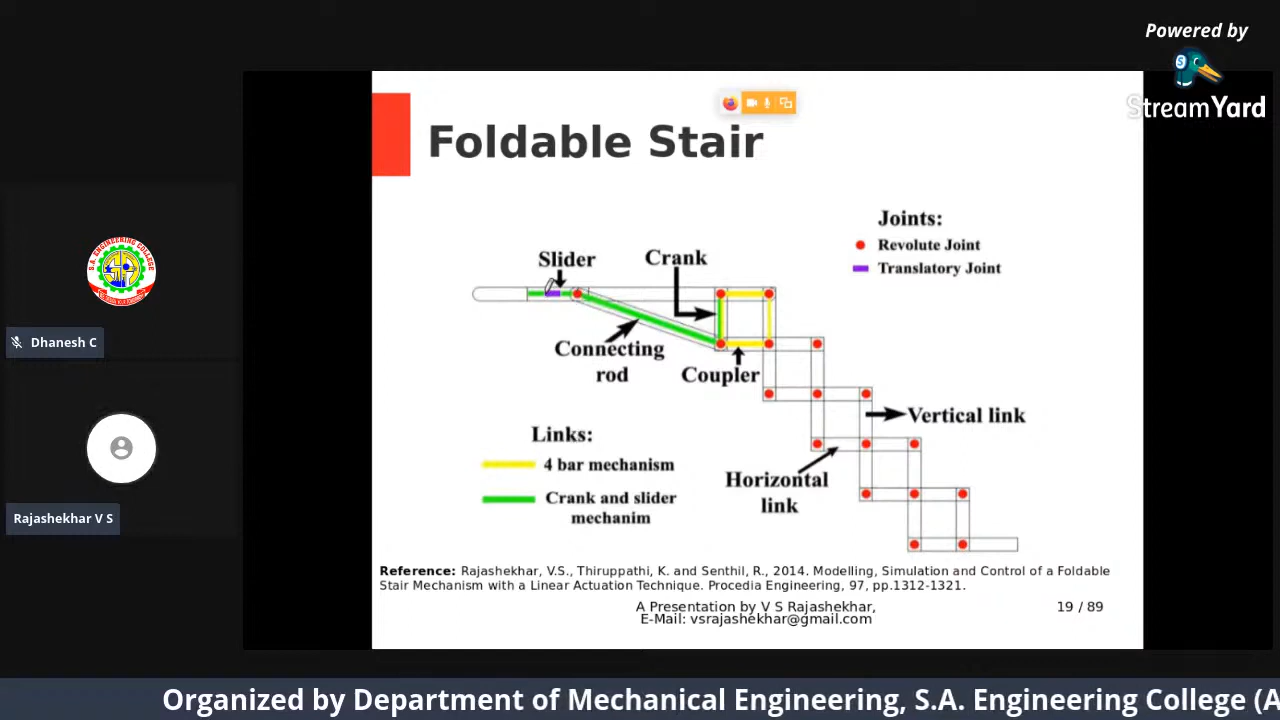 Powered by
StreamYard
Foldable Stair
Joints:
Revolute Joint
Translatory Joint
Slider
Crank
Connecting
rod
Coupler
Vertical link
Horizontal
link
Links:
4 bar mechanism
Crank and slider
mechanim
Reference: Rajashekhar, V.S., Thiruppathi, K. and Senthil, R., 2014. Modelling, Simulation and Control of a Foldable
Stair Mechanism with a Linear Actuation Technique. Procedia Engineering, 97, pp.1312-1321.
A Presentation by V S Rajashekhar,
E-Mail: vsrajashekhar@gmail.com
19 / 89
Dhanesh C
Rajashekhar V S
Organized by Department of Mechanical Engineering, S.A. Engineering College (A